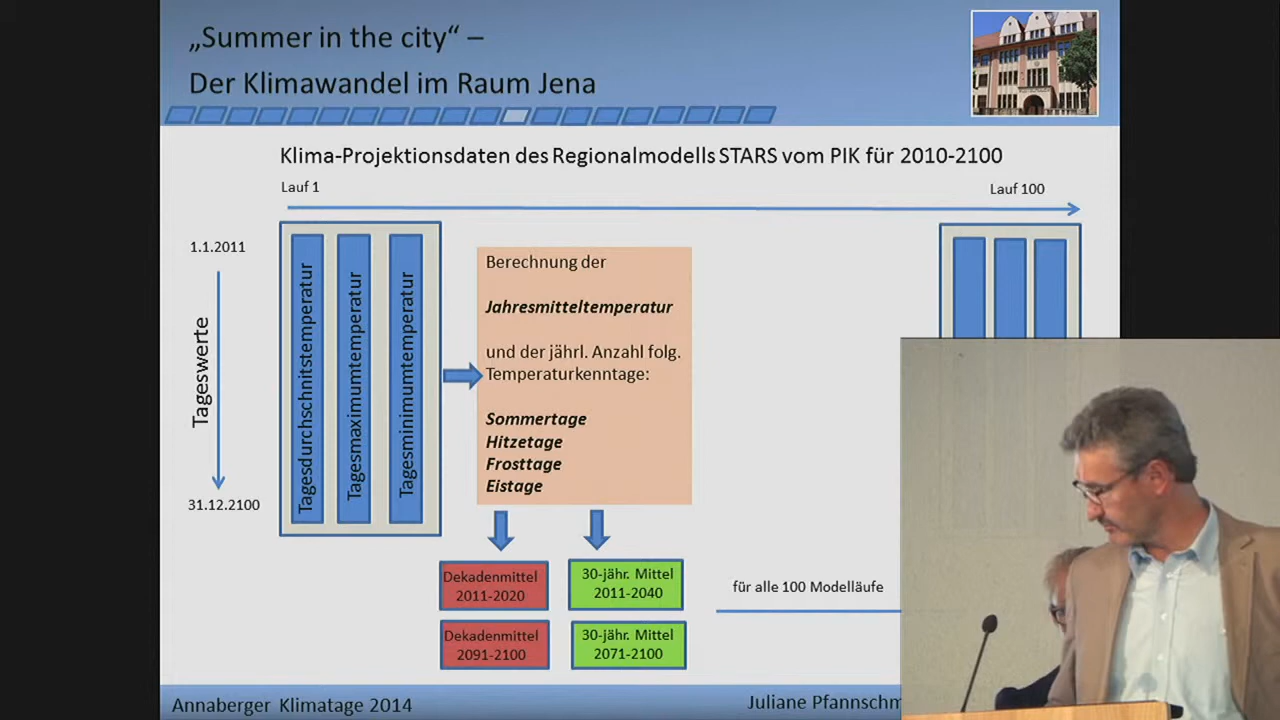 „Summer in the city“ –
Der Klimawandel im Raum Jena
Klima-Projektionsdaten des Regionalmodells STARS vom PIK für 2010-2100
Lauf 1
Lauf 100
1.1.2011
Tageswerte
31.12.2100
Tagesdurchschnitstemperatur
Tagesmaximumtemperatur
Tagesminimumtemperatur
Berechnung der
Jahresmitteltemperatur
und der jährl. Anzahl folg.
Temperaturkenntage:
Sommertage
Hitzetage
Frosttage
Eistage
Dekadenmittel
2011-2020
30-jähr. Mittel
2011-2040
Dekadenmittel
2091-2100
30-jähr. Mittel
2071-2100
für alle 100 Modelläufe
Annaberger Klimatage 2014
Juliane